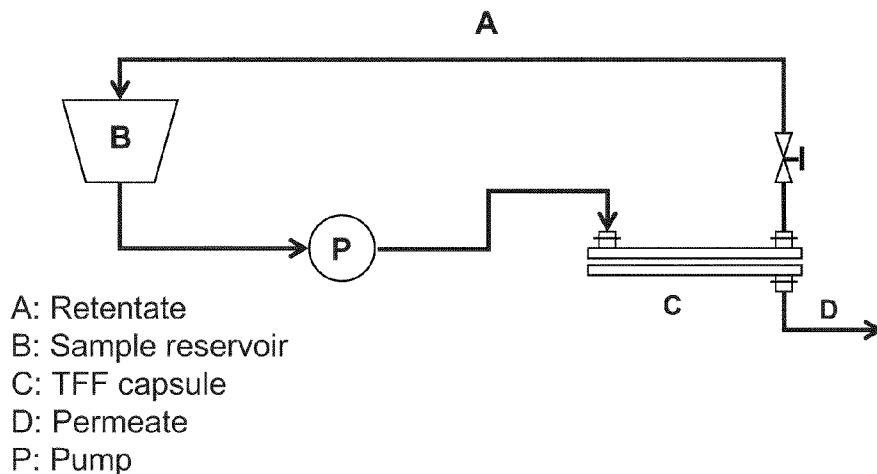 A
B
P
C
D
A: Retentate
B: Sample reservoir
C: TFF capsule
D: Permeate
P: Pump